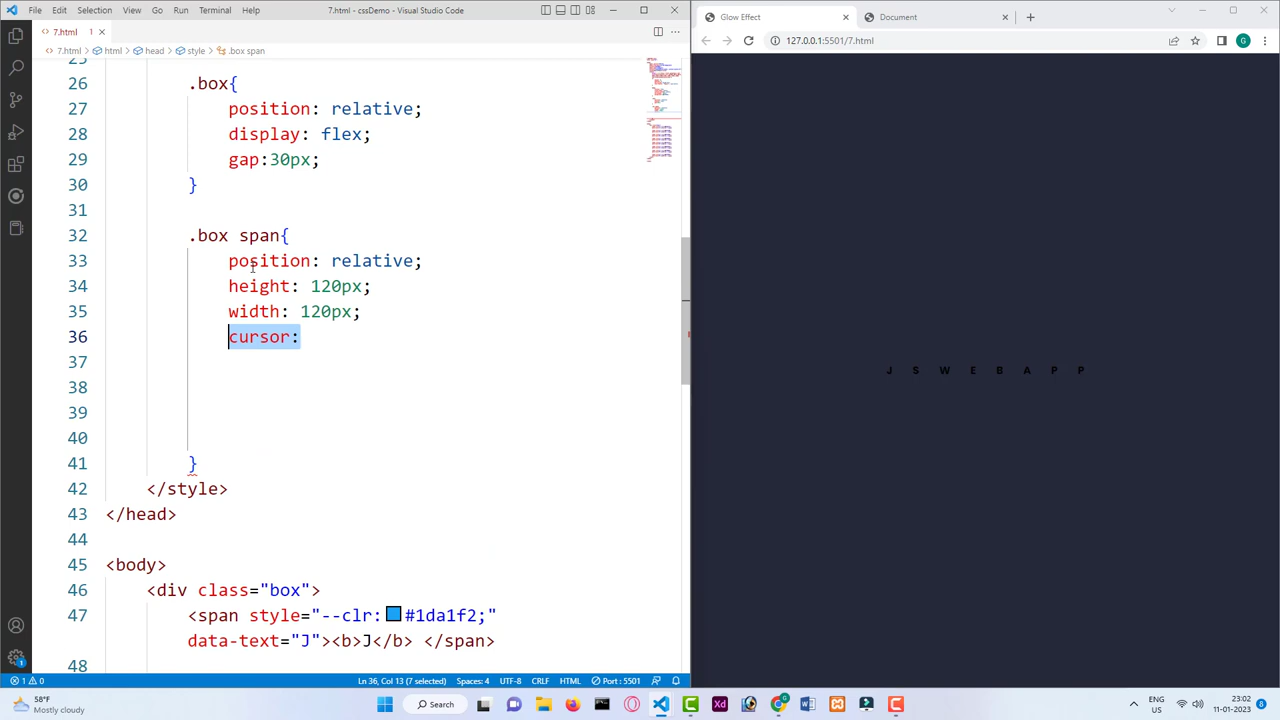 File Edit Selection View Go Run ··· 7.html - cssDemo - Visual Studio Code
7.html 1
7.html > html > head > style > .box span
25
26 .box{
27 position: relative;
28 display: flex;
29 gap:30px;
30 }
31
32 .box span{
33 position: relative;
34 height: 120px;
35 width: 120px;
36 cursor:
37
38
39
40
41 }
42 </style>
43 </head>
44
45 <body>
46 <div class="box">
47 <span style="--clr: #1da1f2;"
data-text="J"><b>J</b> </span>
48
1 0 Ln 36, Col 13 (7 selected) Spaces: 4 UTF-8 CRLF HTML Port : 5501
Glow Effect
Document
127.0.0.1:5501/7.html
G
J S W E B A P P
58°F
Mostly cloudy
Search
Xd
ENG
US
23:02
11-01-2023
8